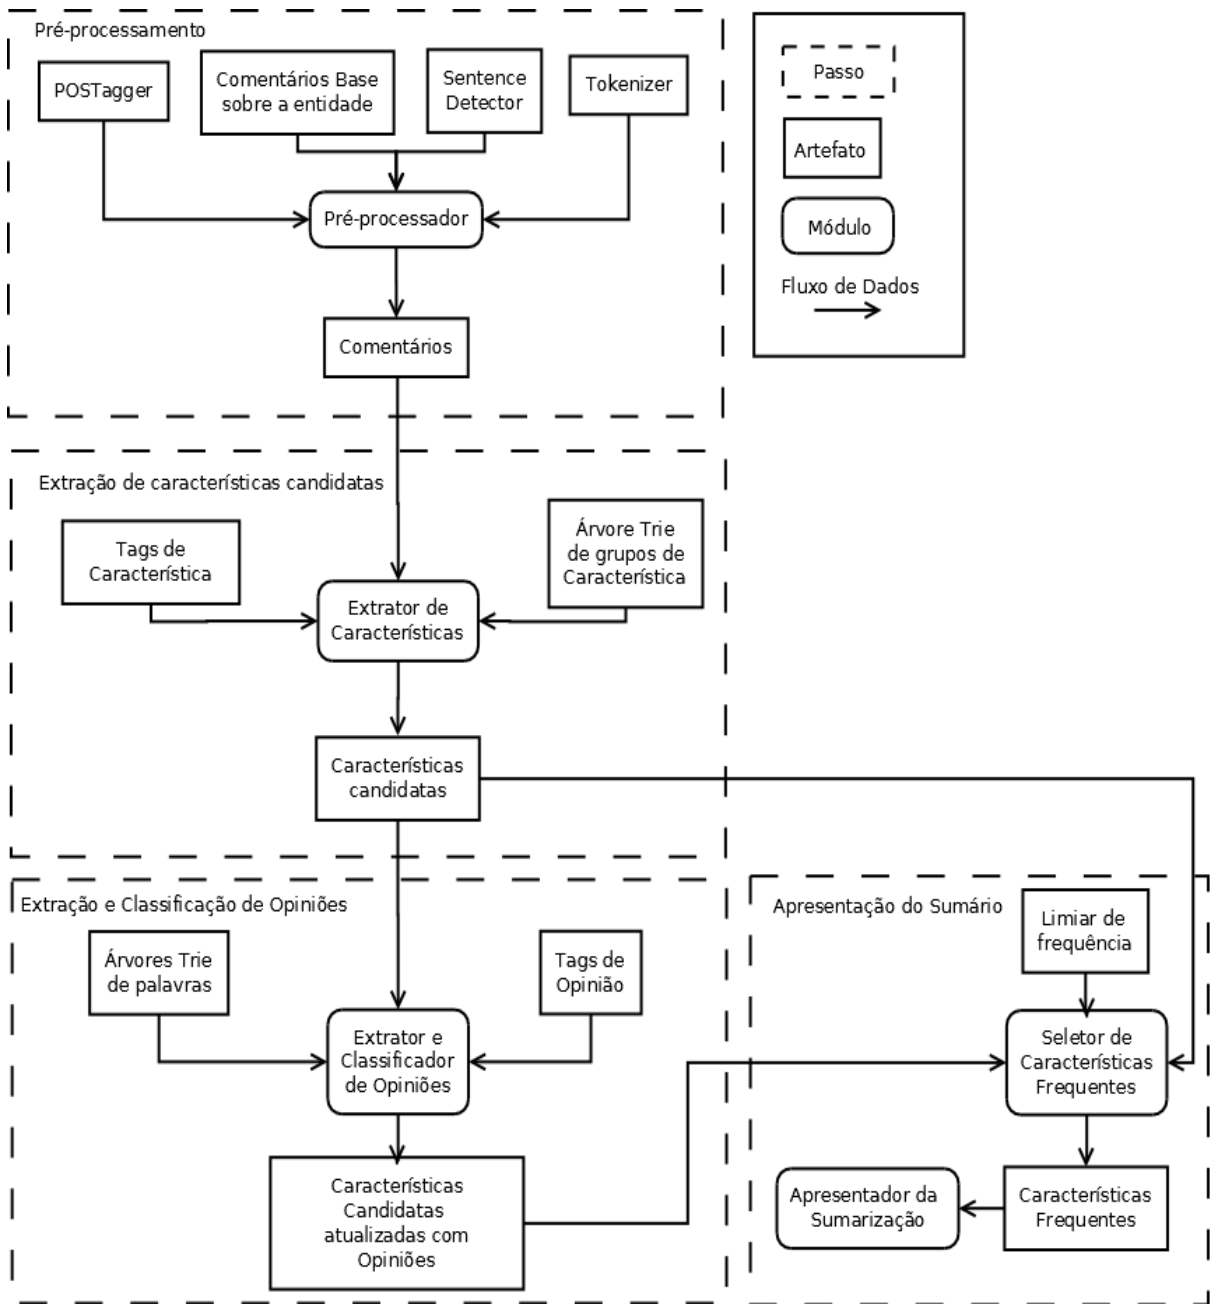 Pré-processamento
POSTagger
Comentários Base
sobre a entidade
Sentence
Detector
Tokenizer
Pré-processador
Comentários
Passo
Artefato
Módulo
Fluxo de Dados
Extração de características candidatas
Tags de
Característica
Árvore Trie
de grupos de
Característica
Extrator de
Características
Características
candidatas
Extração e Classificação de Opiniões
Árvores Trie
de palavras
Tags de
Opinião
Extrator e
Classificador
de Opiniões
Características
Candidatas
atualizadas com
Opiniões
Apresentação do Sumário
Limiar de
frequência
Seletor de
Características
Frequentes
Características
Frequentes
Apresentador da
Sumarização